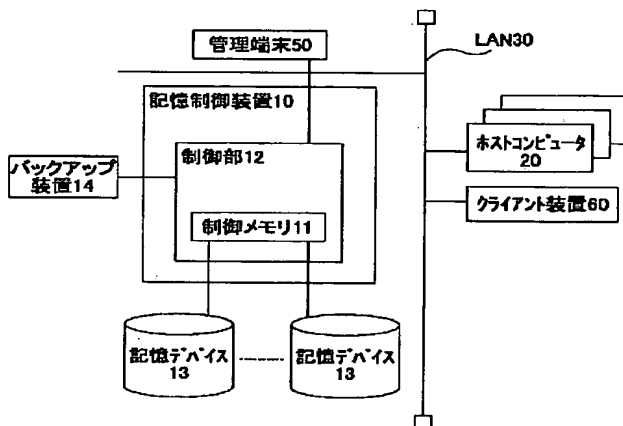 管理端末50
LAN30
記憶制御装置10
制御部12
バックアップ
装置14
制御メモリ11
ホストコンピュータ
20
クライアント装置60
記憶デバイス
13
記憶デバイス
13